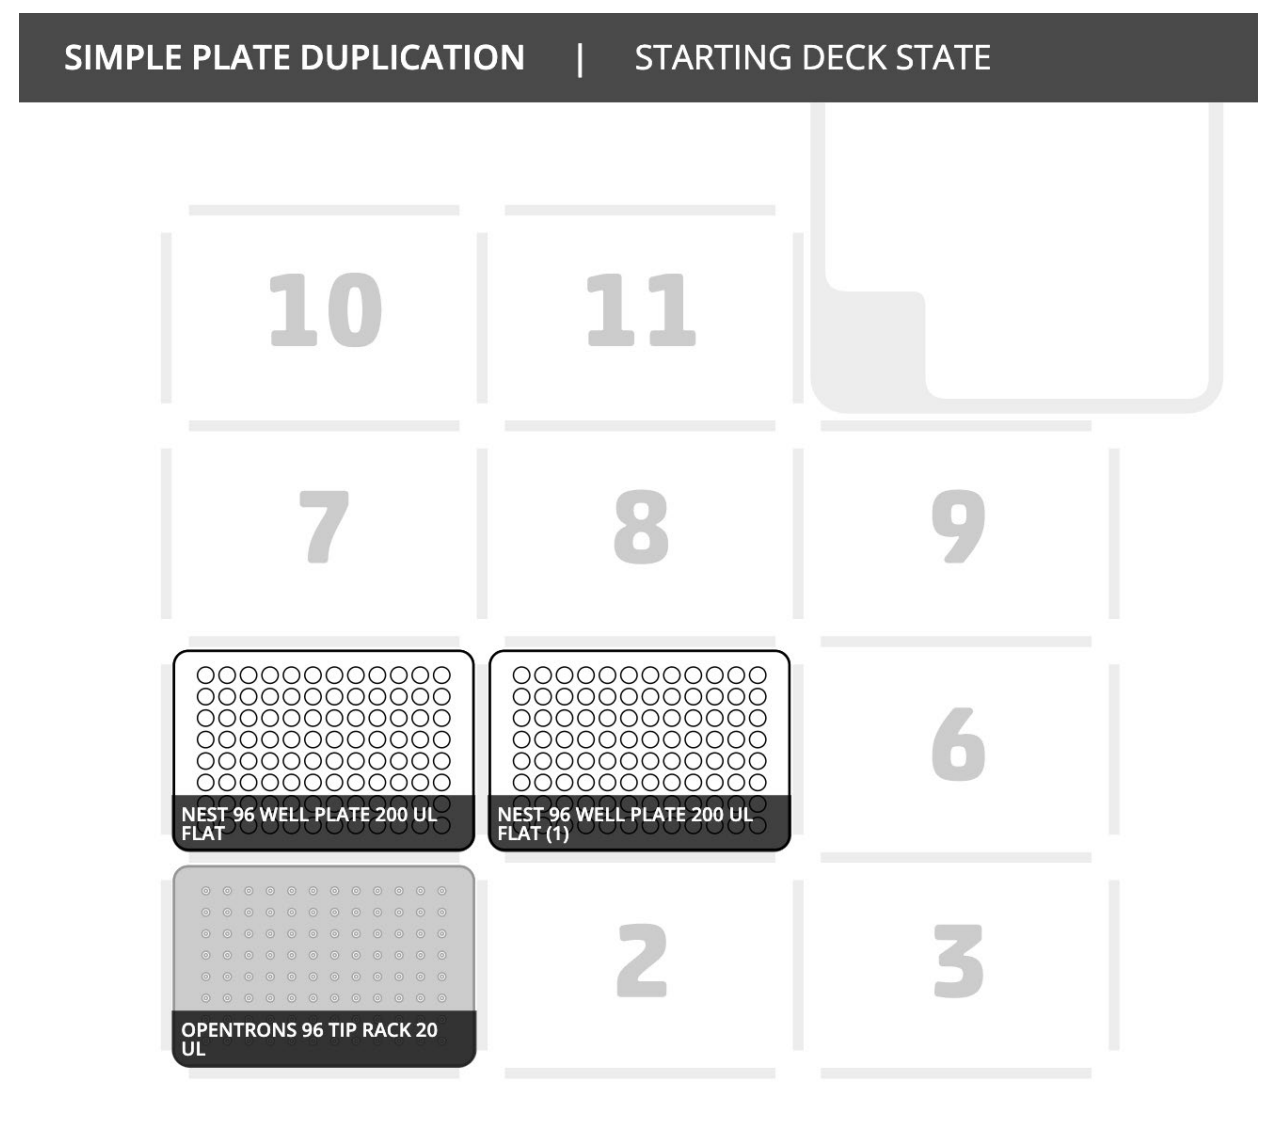 SIMPLE PLATE DUPLICATION | STARTING DECK STATE
10 11
7 8 9
NEST 96 WELL PLATE 200 UL
FLAT
NEST 96 WELL PLATE 200 UL
FLAT (1)
6
OPENTRONS 96 TIP RACK 20
UL
2 3